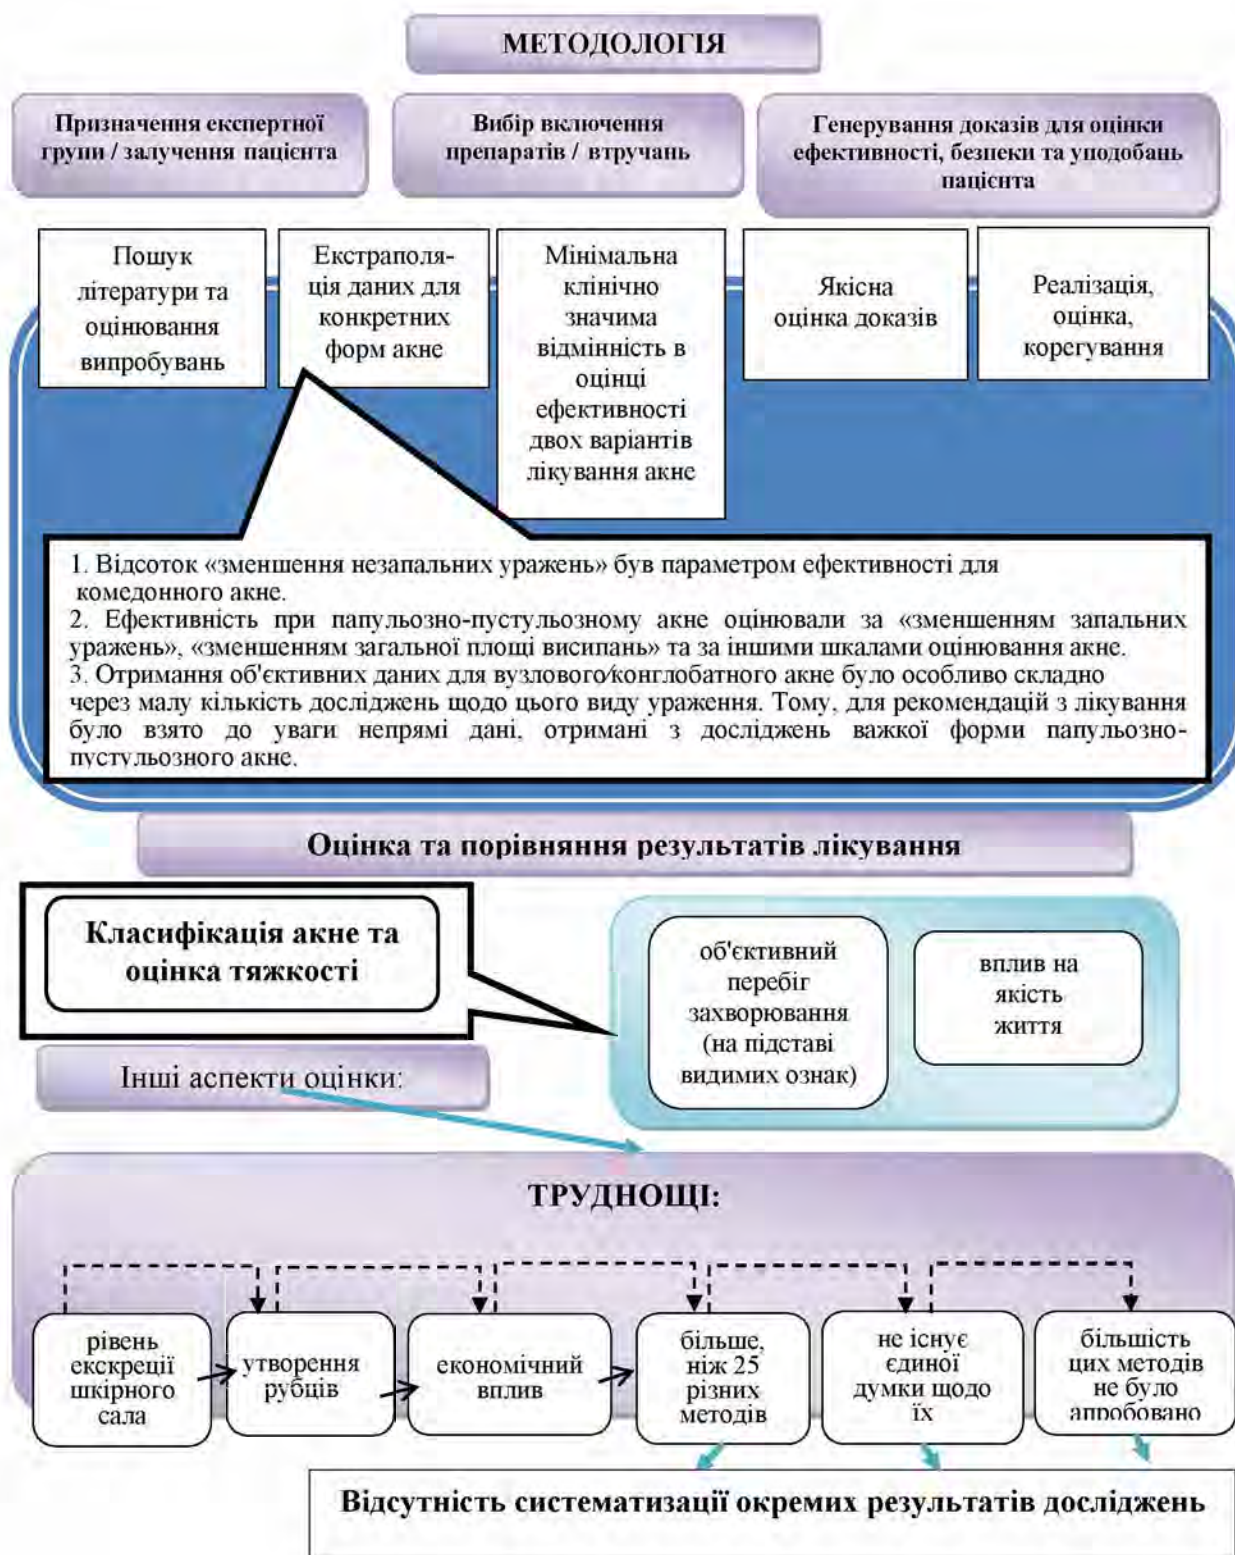 МЕТОДОЛОГІЯ
Призначення експертної
групи / залучення пацієнта
Вибір включення
препаратів / втручань
Генерування доказів для оцінки
ефективності, безпеки та уподобань
пацієнта
Пошук
літератури та
оцінювання
випробувань
Екстраполя-
ція даних для
конкретних
форм акне
Мінімальна
клінічно
значима
відмінність в
оцінці
ефективності
двох варіантів
лікування акне
Якісна
оцінка доказів
Реалізація,
оцінка,
корегування
1. Відсоток «зменшення незапальних уражень» був параметром ефективності для
комедонного акне.
2. Ефективність при папульозно-пустульозному акне оцінювали за «зменшенням запальних
уражень», «зменшенням загальної площі висипань» та за іншими шкалами оцінювання акне.
3. Отримання об'єктивних даних для вузлового/конглобатного акне було особливо складно
через малу кількість досліджень щодо цього виду ураження. Тому, для рекомендацій з лікування
було взято до уваги непрямі дані, отримані з досліджень важкої форми папульозно-
пустульозного акне.
Оцінка та порівняння результатів лікування
Класифікація акне та
оцінка тяжкості
об'єктивний
перебіг
захворювання
(на підставі
видимих ознак)
вплив на
якість
життя
Інші аспекти оцінки:
ТРУДНОЩІ:
рівень
екскреції
шкірного
сала
утворення
рубців
економічний
вплив
більше,
ніж 25
різних
методів
не існує
єдиної
думки щодо
їх
більшість
цих методів
не було
апробовано
Відсутність систематизації окремих результатів досліджень